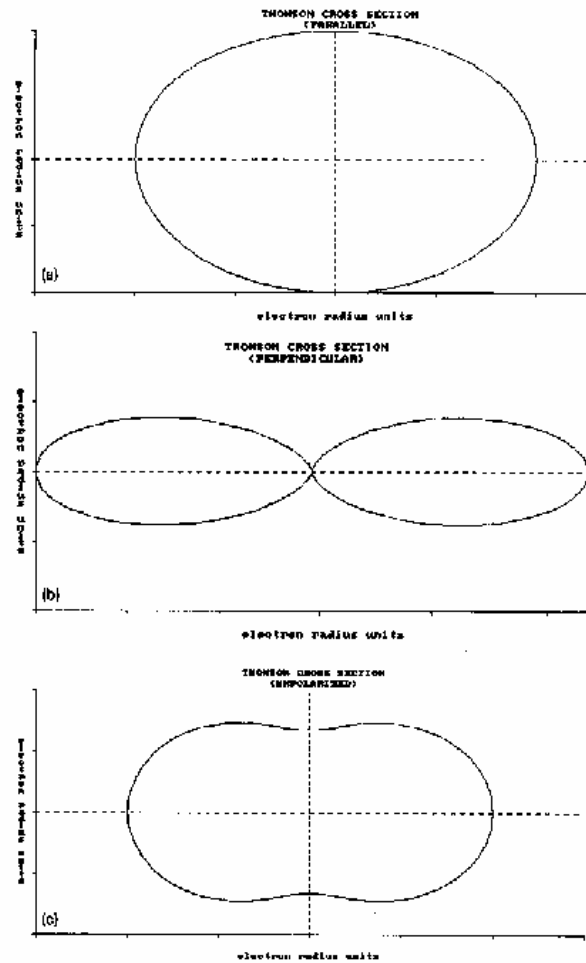 THOMSON CROSS SECTION
(PARALLEL)
(a)
electron radius units
THOMSON CROSS SECTION
(PERPENDICULAR)
(b)
electron radius units
THOMSON CROSS SECTION
(UNPOLARIZED)
(c)
electron radius units